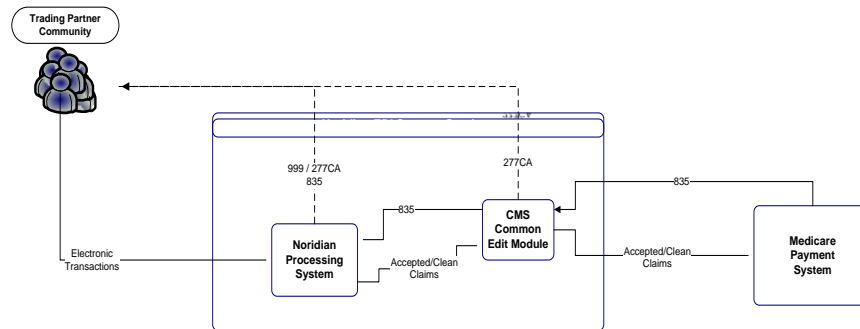 Trading Partner
Community
999 / 277CA
835
277CA
835
835
CMS
Common
Edit Module
Noridian
Processing
System
Electronic
Transactions
Accepted/Clean
Claims
Accepted/Clean
Claims
Medicare
Payment
System